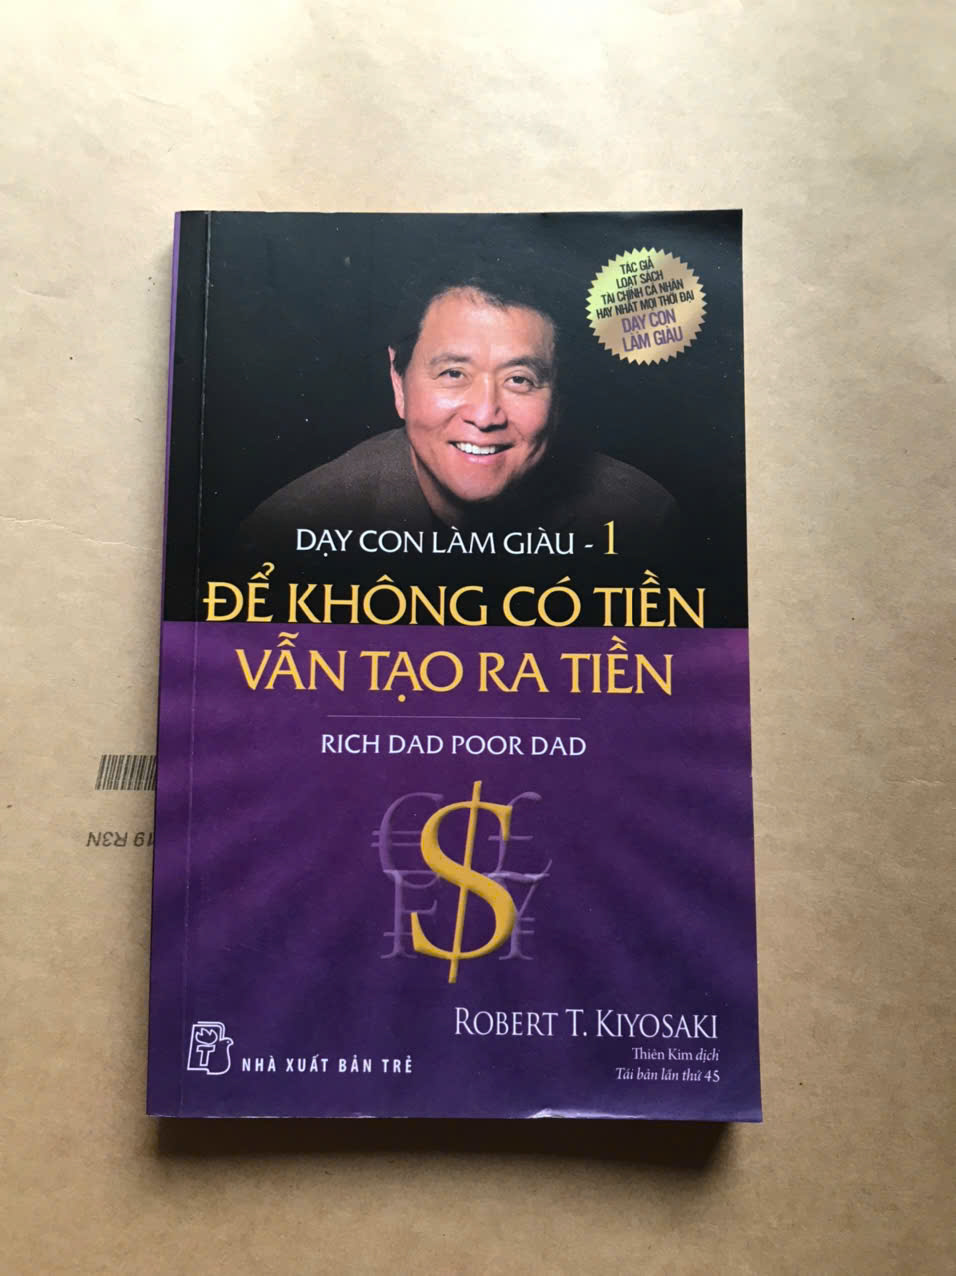 TÁC GIẢ
LOẠT SÁCH
TÀI CHÍNH CÁ NHÂN
HAY NHẤT MỌI THỜI ĐẠI
DẠY CON
LÀM GIÀU
DẠY CON LÀM GIÀU - 1
ĐỂ KHÔNG CÓ TIỀN
VẪN TẠO RA TIỀN
RICH DAD POOR DAD
$
19 R3N
ROBERT T. KIYOSAKI
Thiên Kim dịch
Tái bản lần thứ 45
T
NHÀ XUẤT BẢN TRẺ